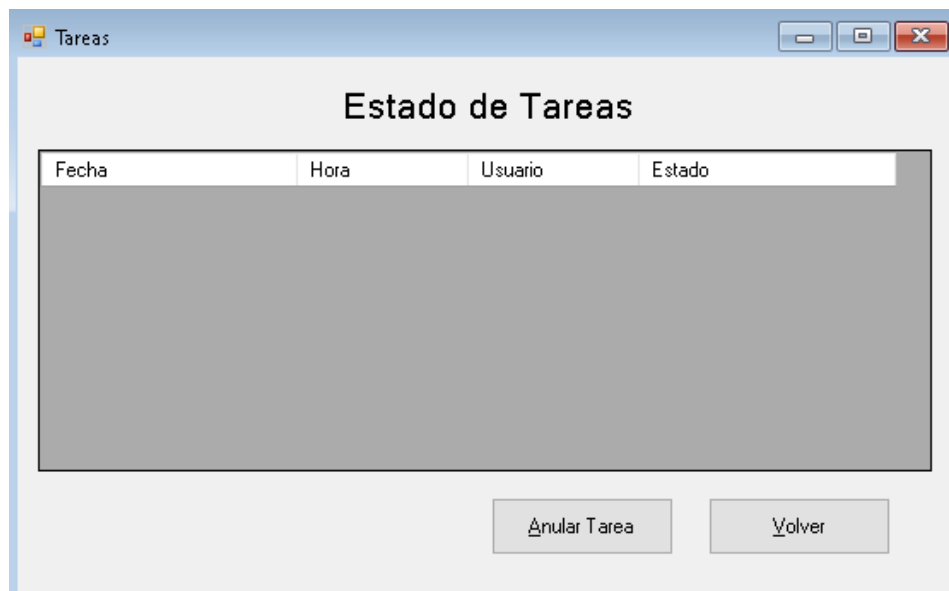 Tareas
Estado de Tareas
Fecha Hora Usuario Estado
Anular Tarea Volver